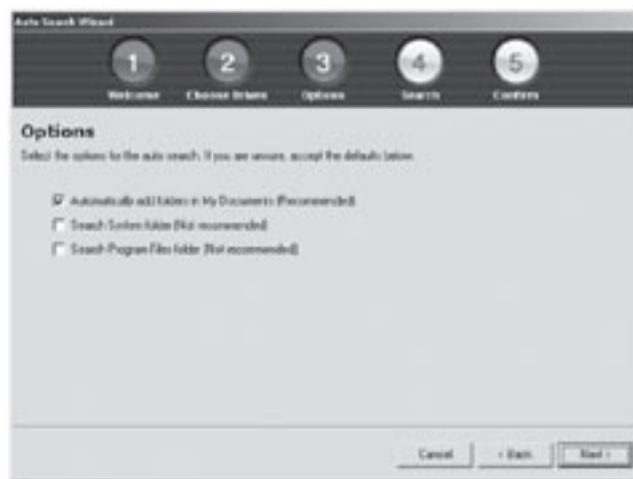 Auto Search Wizard
1 2 3 4 5
Welcome Choose Drives Options Search Confirm
Options
Select the options for the auto search. If you are unsure, accept the defaults below.
Automatically add folders in My Documents (Recommended)
Search System folder (Not recommended)
Search Program Files folder (Not recommended)
Cancel < Back Next >